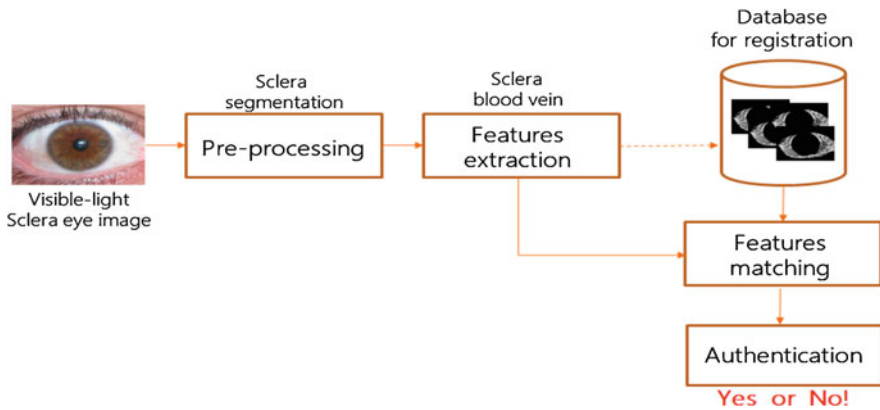 Database
for registration
Sclera
segmentation
Sclera
blood vein
Pre-processing
Features
extraction
Visible-light
Sclera eye image
Features
matching
Authentication
Yes or No!